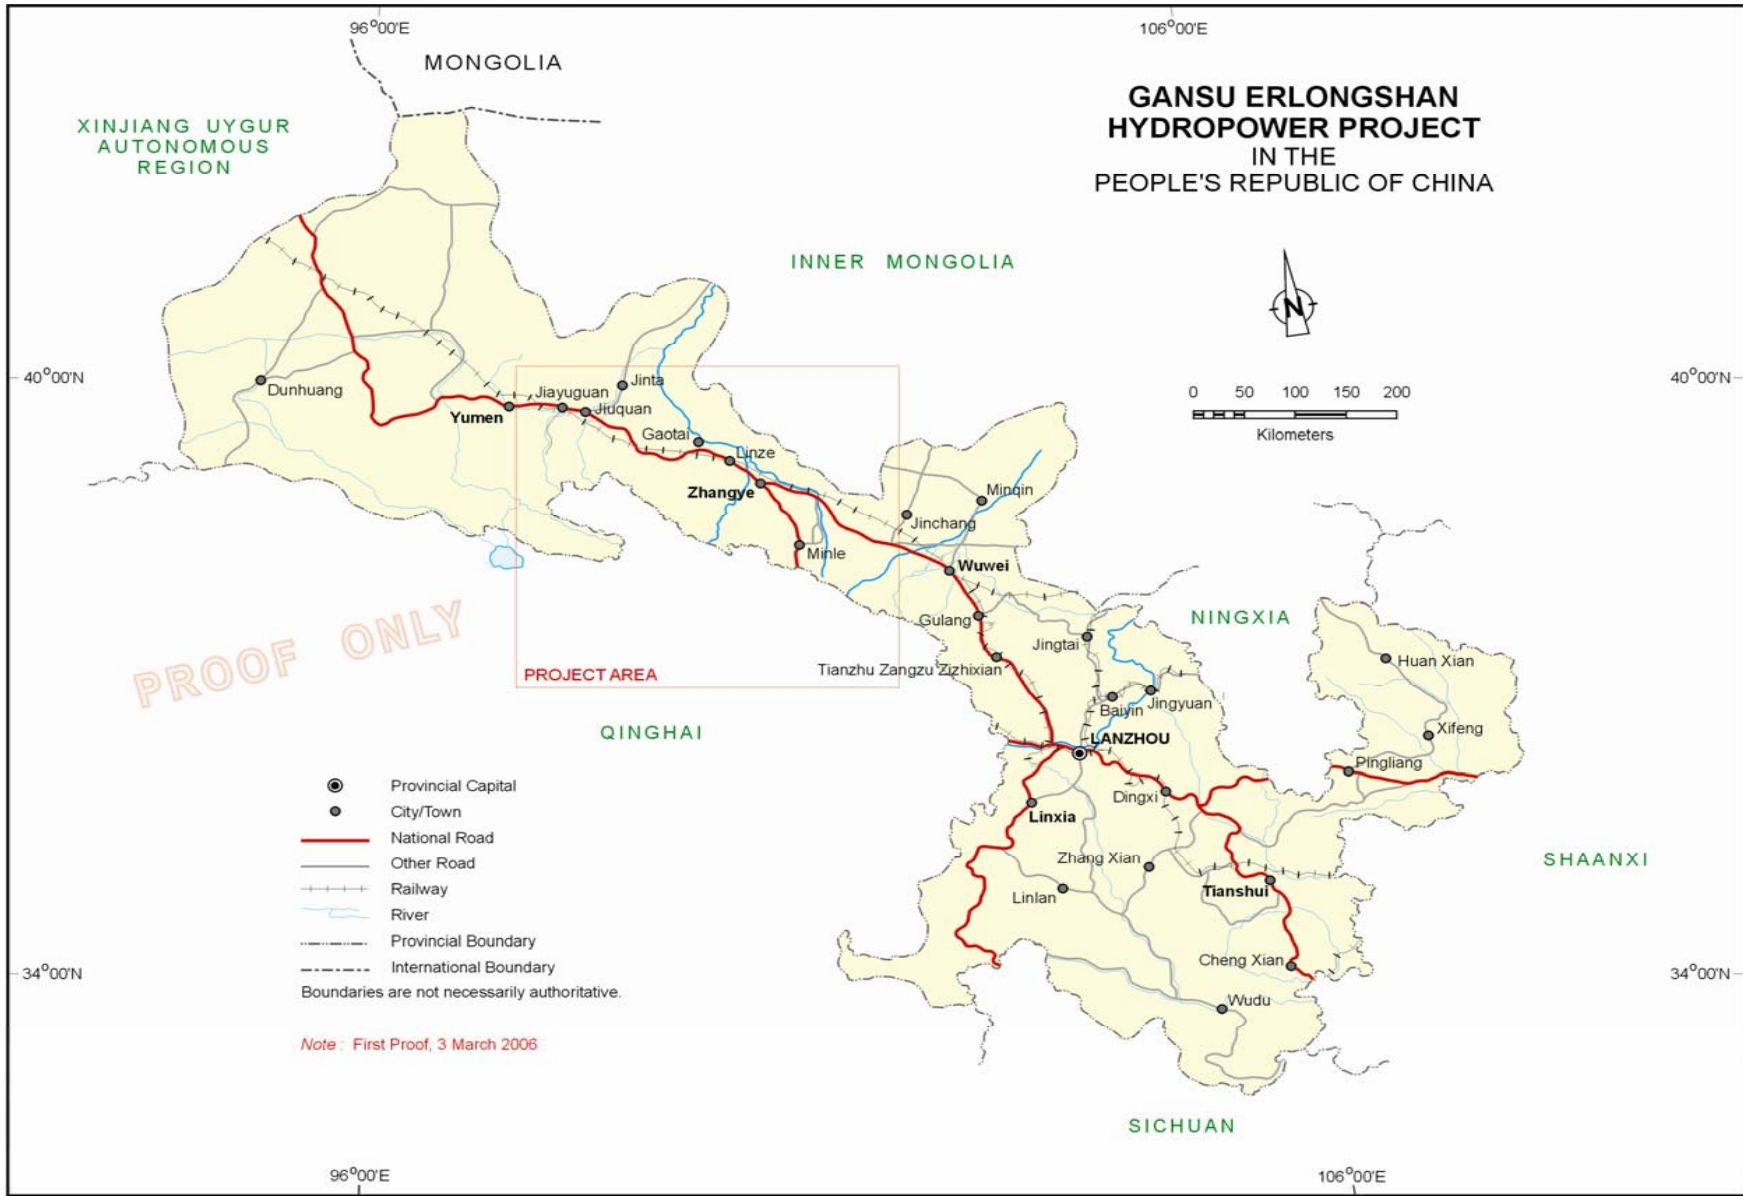 96°00'E
106°00'E
MONGOLIA
XINJIANG UYGUR
AUTONOMOUS
REGION
GANSU ERLONGSHAN
HYDROPOWER PROJECT
IN THE
PEOPLE'S REPUBLIC OF CHINA
INNER MONGOLIA
N
40°00'N
40°00'N
0 50 100 150 200
Kilometers
Dunhuang
Yumen
Jiayuguan
Jiuquan
Jinta
Gaotai
Linze
Zhangye
Minle
Minqin
Jinchang
Wuwei
Gulang
Jingtai
Tianzhu Zangzu Zizhixian
PROJECT AREA
PROOF ONLY
NINGXIA
Huan Xian
Xifeng
Pingliang
Baiyin
Jingyuan
LANZHOU
QINGHAI
Dingxi
Linxia
Zhang Xian
Linlan
Tianshui
SHAANXI
Cheng Xian
Wudu
Provincial Capital
City/Town
National Road
Other Road
Railway
River
Provincial Boundary
International Boundary
Boundaries are not necessarily authoritative.
34°00'N
34°00'N
Note : First Proof, 3 March 2006
SICHUAN
96°00'E
106°00'E